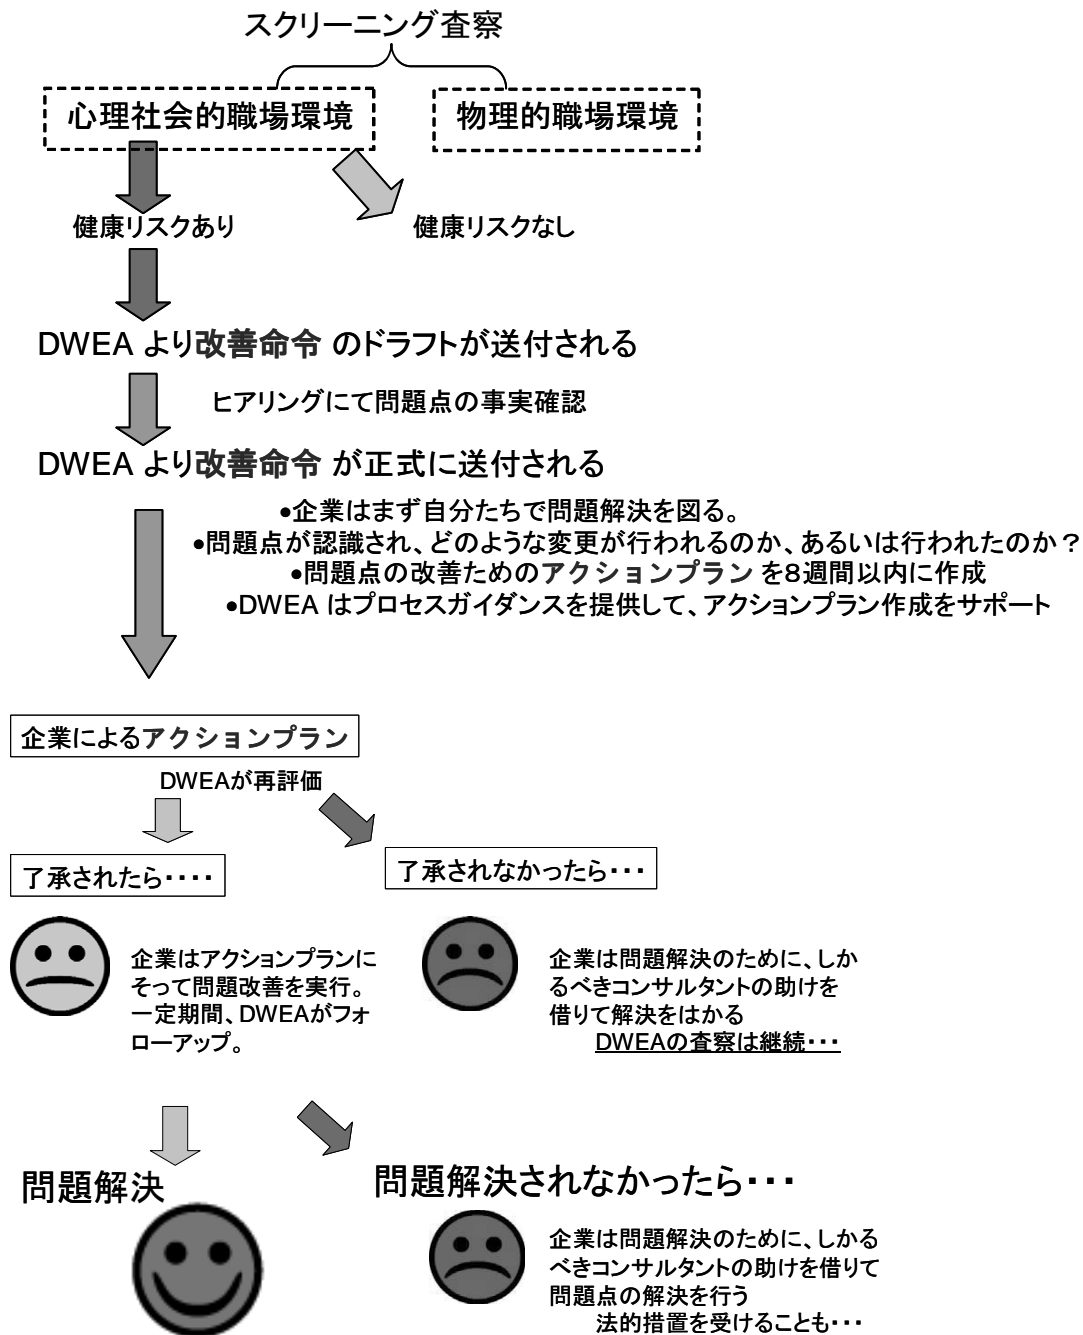 スクリーニング査察
心理社会的職場環境
物理的職場環境
健康リスクあり
健康リスクなし
DWEA より改善命令 のドラフトが送付される
ヒアリングにて問題点の事実確認
DWEA より改善命令 が正式に送付される
●企業はまず自分たちで問題解決を図る。
●問題点が認識され、どのような変更が行われるのか、あるいは行われたのか？
●問題点の改善ためのアクションプラン を８週間以内に作成
●DWEA はプロセスガイダンスを提供して、アクションプラン作成をサポート
企業によるアクションプラン
DWEAが再評価
了承されたら・・・・
了承されなかったら・・・
企業はアクションプランに
そって問題改善を実行。
一定期間、DWEAがフォ
ローアップ。
企業は問題解決のために、しか
るべきコンサルタントの助けを
借りて解決をはかる
DWEAの査察は継続・・・
問題解決
問題解決されなかったら・・・
企業は問題解決のために、しかる
べきコンサルタントの助けを借りて
問題点の解決を行う
法的措置を受けることも・・・